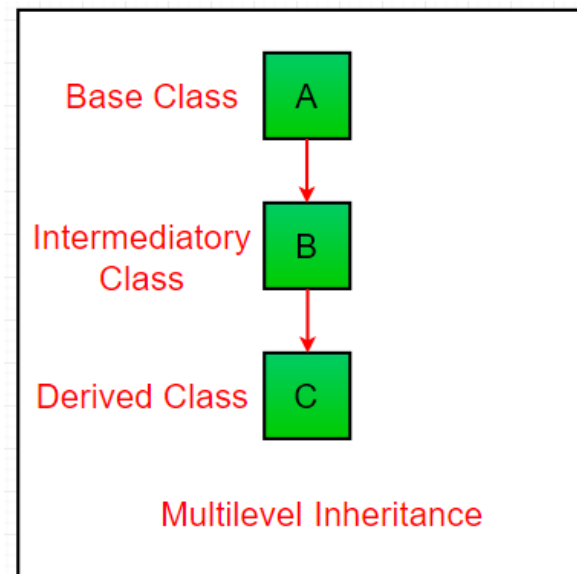 Base Class
A
Intermediatory
Class
B
Derived Class
C
Multilevel Inheritance